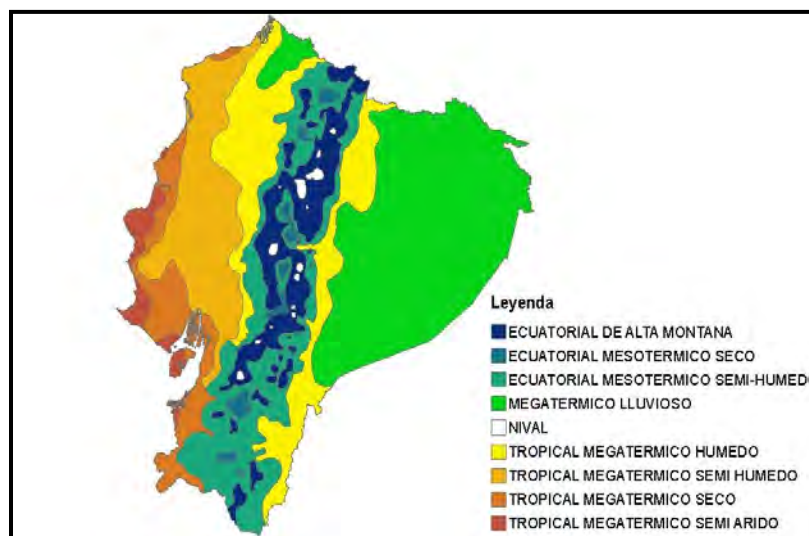 Leyenda
ECUATORIAL DE ALTA MONTANA
ECUATORIAL MESOTERMICO SECO
ECUATORIAL MESOTERMICO SEMI-HUMED
MEGATERMICO LLUVIOSO
NIVAL
TROPICAL MEGATERMICO HUMEDO
TROPICAL MEGATERMICO SEMI HUMEDO
TROPICAL MEGATERMICO SECO
TROPICAL MEGATERMICO SEMI ARIDO